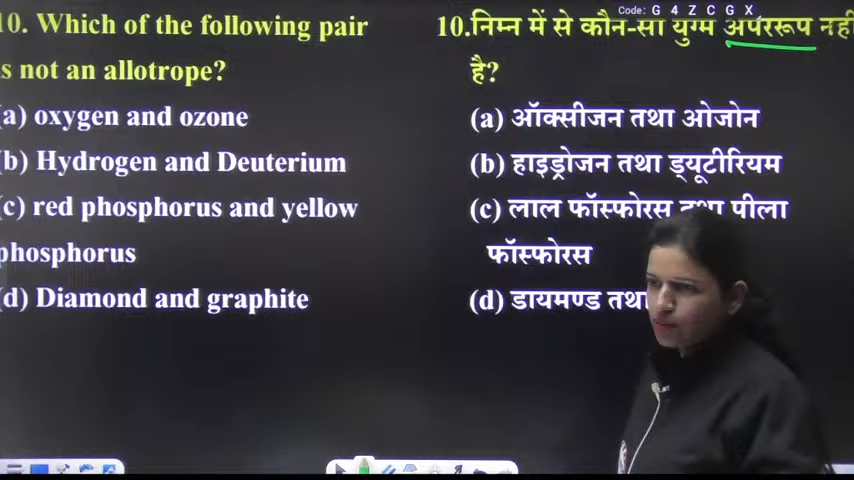 Code: G 4 Z C G X
10. Which of the following pair
is not an allotrope?
(a) oxygen and ozone
(b) Hydrogen and Deuterium
(c) red phosphorus and yellow
phosphorus
(d) Diamond and graphite
10.निम्न में से कौन-सा युग्म अपररूप नहीं
है?
(a) ऑक्सीजन तथा ओजोन
(b) हाइड्रोजन तथा ड्यूटीरियम
(c) लाल फॉस्फोरस तथा पीला
फॉस्फोरस
(d) डायमण्ड तथा